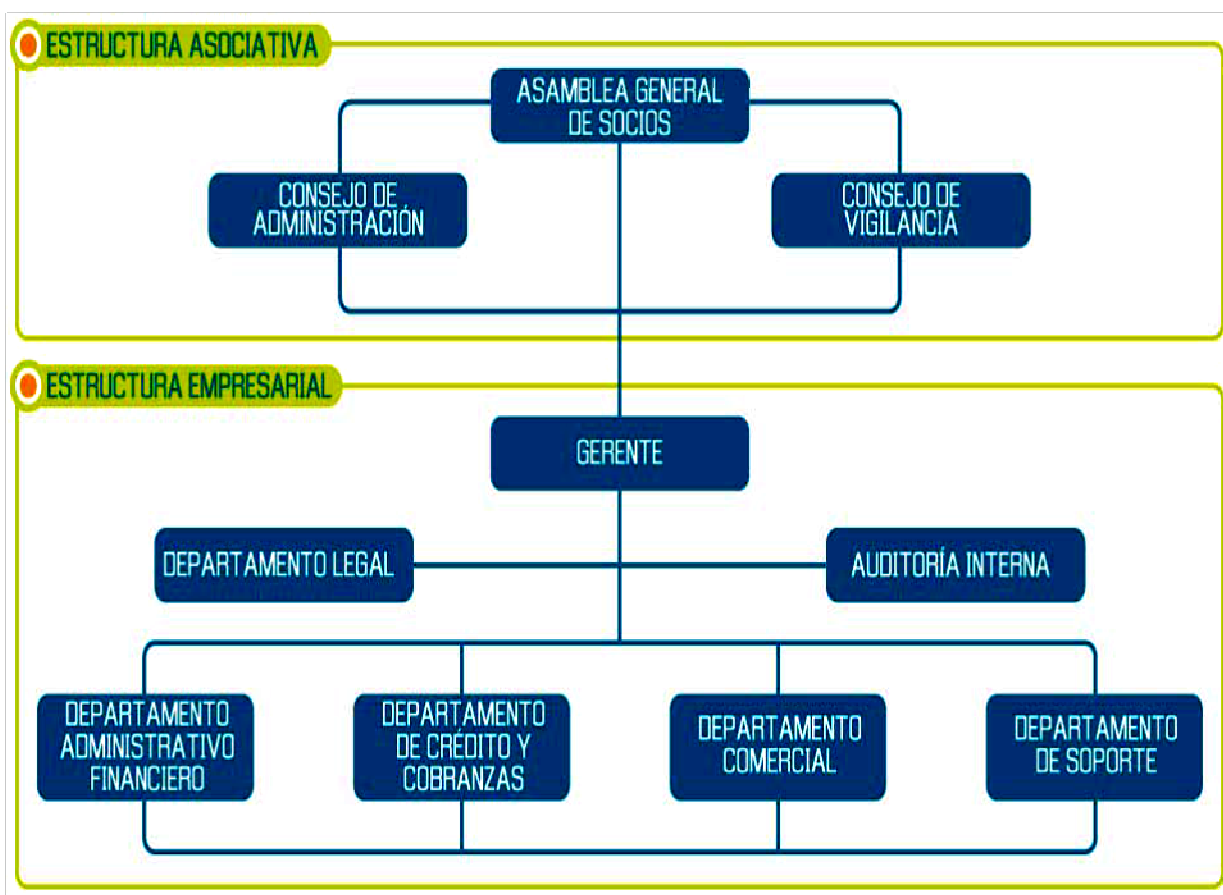 ESTRUCTURA ASOCIATIVA
ASAMBLEA GENERAL
DE SOCIOS
CONSEJO DE
ADMINISTRACIÓN
CONSEJO DE
VIGILANCIA
ESTRUCTURA EMPRESARIAL
GERENTE
DEPARTAMENTO LEGAL
AUDITORÍA INTERNA
DEPARTAMENTO
ADMINISTRATIVO
FINANCIERO
DEPARTAMENTO
DE CRÉDITO Y
COBRANZAS
DEPARTAMENTO
COMERCIAL
DEPARTAMENTO
DE SOPORTE